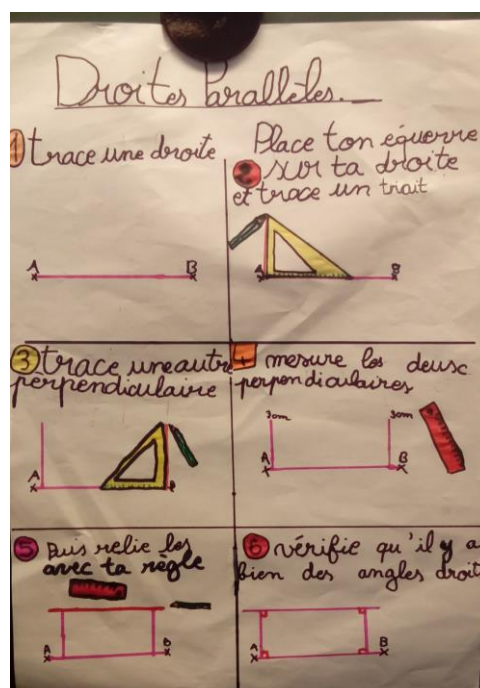 Droites Parallèles.
1 trace une droite
A B
Place ton équerre
2 sur ta droite
et trace un trait
A B
3 trace une autre
perpendiculaire
A B
4 mesure les deux
perpendiculaires
3cm 3cm
A B
5 Puis relie les
avec ta règle
A B
6 vérifie qu'il y a
bien des angles droit
A B